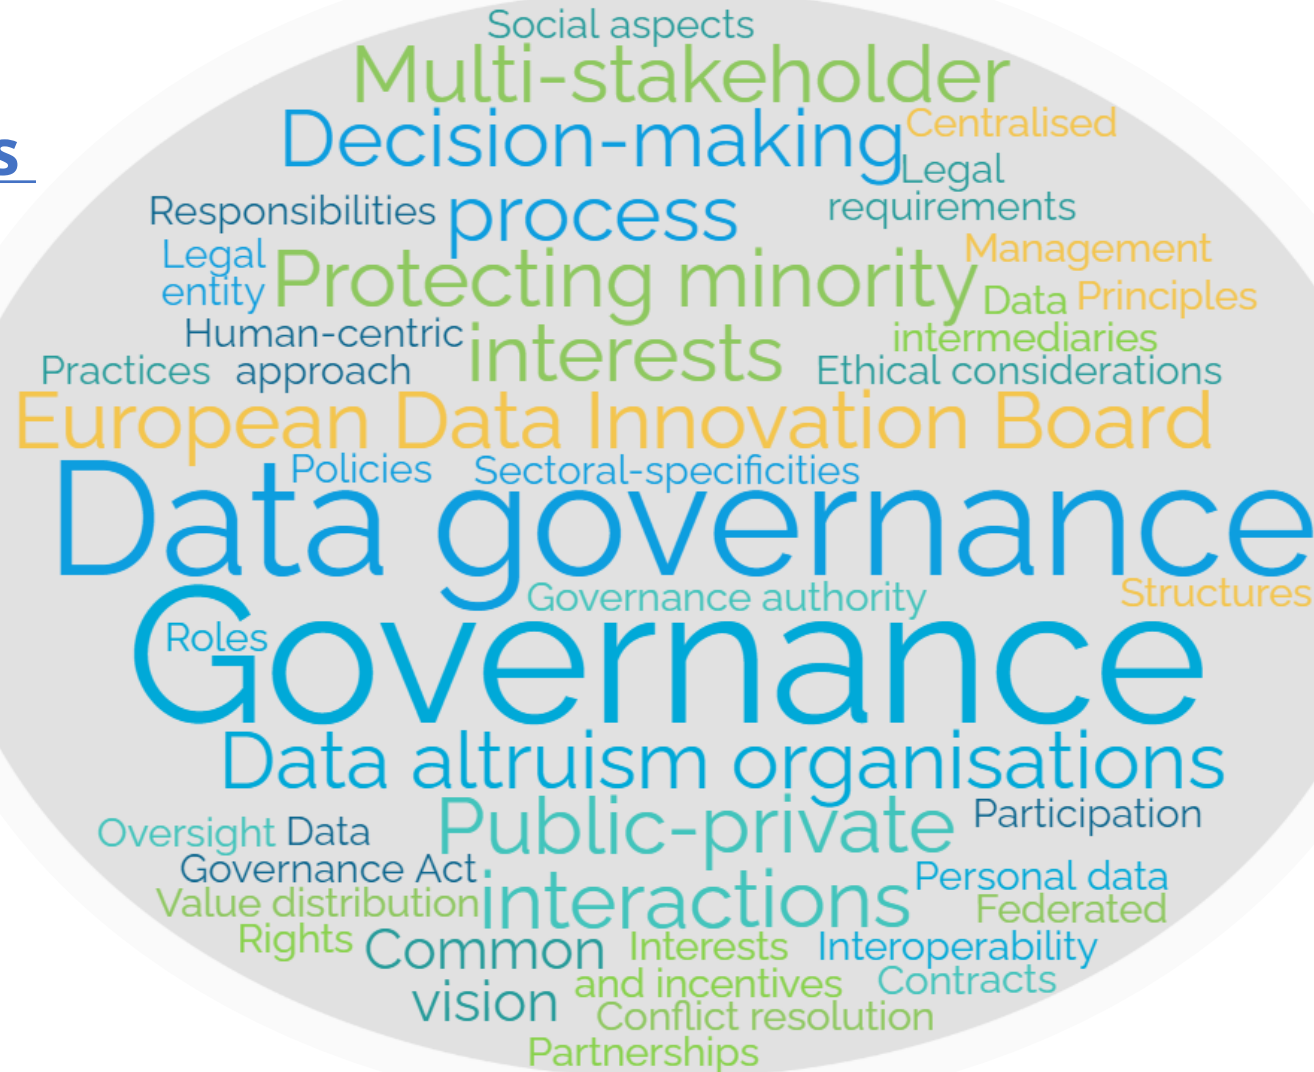 Social aspects
Multi-stakeholder
s
Decision-making
Centralised
Legal
requirements
Responsibilities
process
Legal
entity
Protecting minority
interests
Management
Data
intermediaries
Principles
Human-centric
approach
Practices
Ethical considerations
European Data Innovation Board
Policies
Sectoral-specificities
Data governance
Governance authority
Structures
Roles
Governance
Data altruism organisations
Public-private
interactions
Participation
Oversight
Data
Governance Act
Personal data
Value distribution
Federated
Rights
Common
vision
Interests
and incentives
Interoperability
Contracts
Conflict resolution
Partnerships